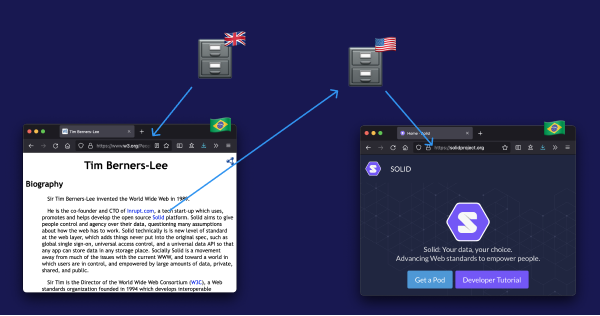 Tim Berners-Lee
Tim Berners-Lee
Biography
Sir Tim Berners-Lee invented the World Wide Web in 1989.
He is the co-founder and CTO of Inrupt.com, a tech start-up which uses,
promotes and helps develop the open source Solid platform. Solid aims to give
people control and agency over their data, questioning many assumptions
about how the web has to work. Solid technically is a new level of standard
at the web layer, which adds things never put into the original spec, such as
global single sign-on, universal access control, and a universal data API so that
any app can store data in any storage place. Socially Solid is a movement
away from much of the issues with the current WWW, and toward a world in
which users are in control, and empowered by large amounts of data, private,
shared, and public.
Sir Tim is the Director of the World Wide Web Consortium (W3C), a Web
standards organization founded in 1994 which develops interoperable
https://solidproject.org
SOLID
Solid: Your data, your choice.
Advancing Web standards to empower people.
Get a Pod Developer Tutorial